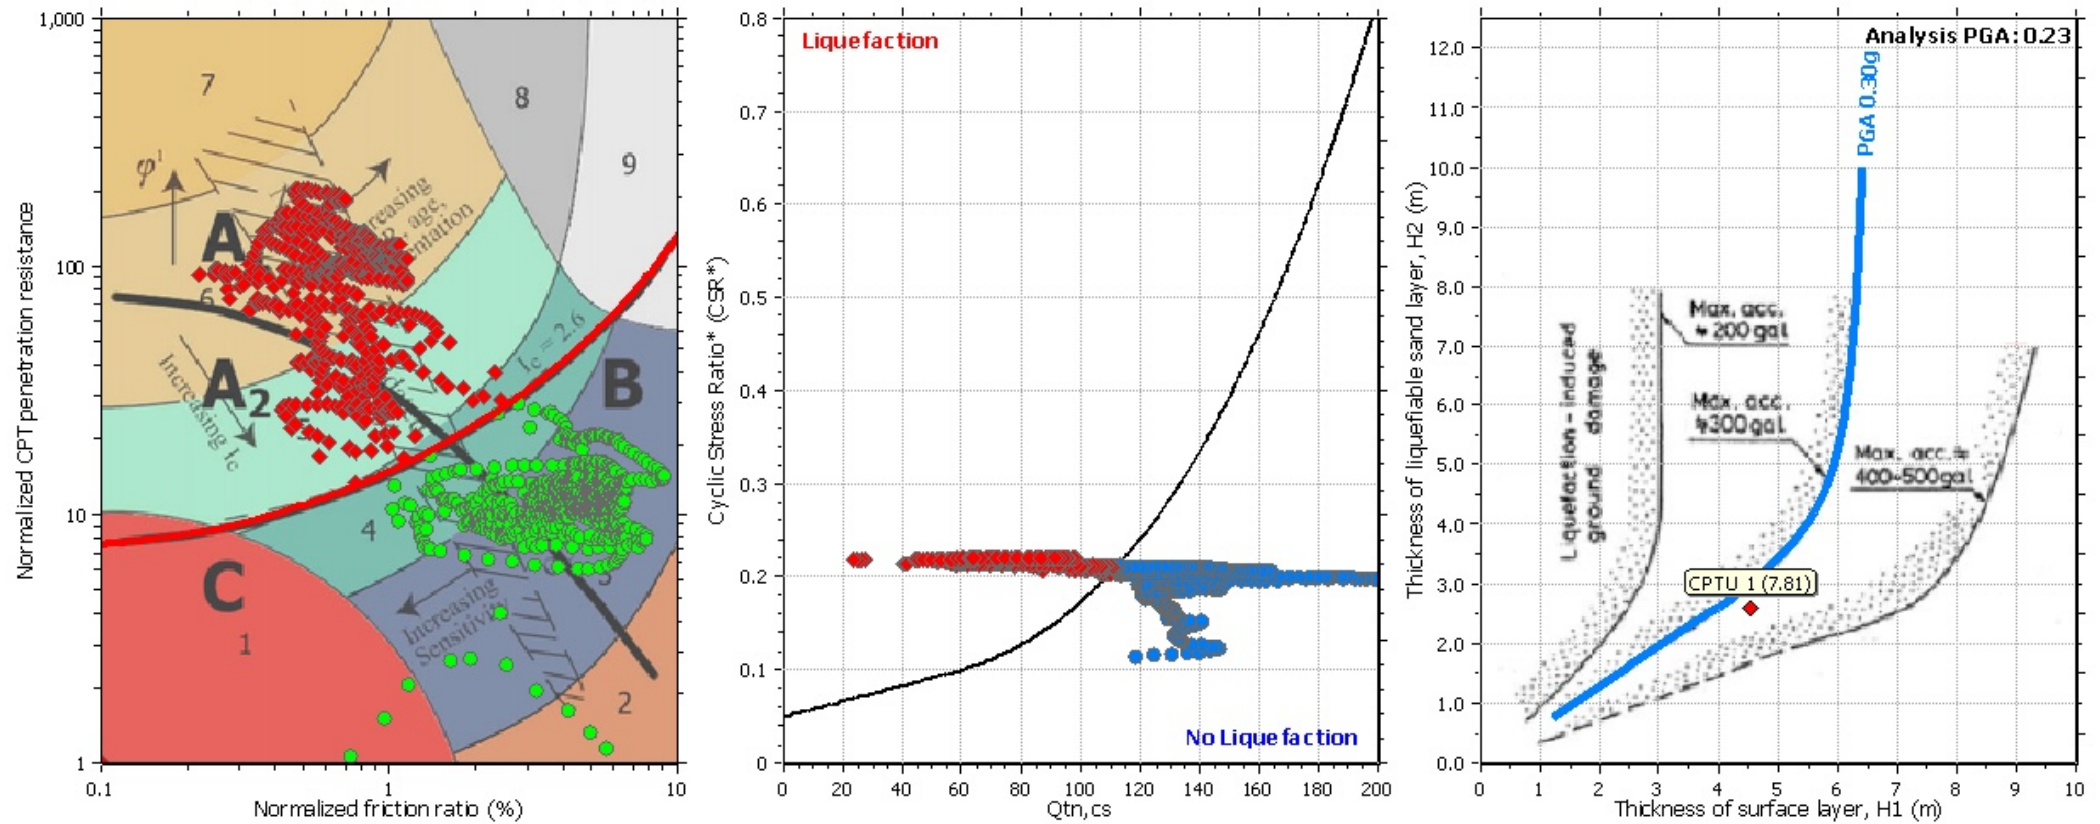 1,000
100
10
1
0.1
1
10
Normalized CPT penetration resistance
Normalized friction ratio (%)
7
8
9
φ'
A
6
A2
Increasing Ic
Ic = 2.6
B
4
C
1
Increasing
Sensitivity
2
Liquefaction
No Liquefaction
0.8
0.7
0.6
0.5
0.4
0.3
0.2
0.1
0
0
20
40
60
80
100
120
140
160
180
200
Cyclic Stress Ratio* (CSR*)
Qtn,cs
Analysis PGA: 0.23
PGA 0.30g
12.0
11.0
10.0
9.0
8.0
7.0
6.0
5.0
4.0
3.0
2.0
1.0
0.0
0
1
2
3
4
5
6
7
8
9
10
Thickness of liquefiable sand layer, H2 (m)
Thickness of surface layer, H1 (m)
Liquefaction - induced
ground damage
Max. acc.
≒ 200 gal
Max. acc.
≒300 gal
Max. acc.≒
400~500gal
CPTU 1 (7.81)